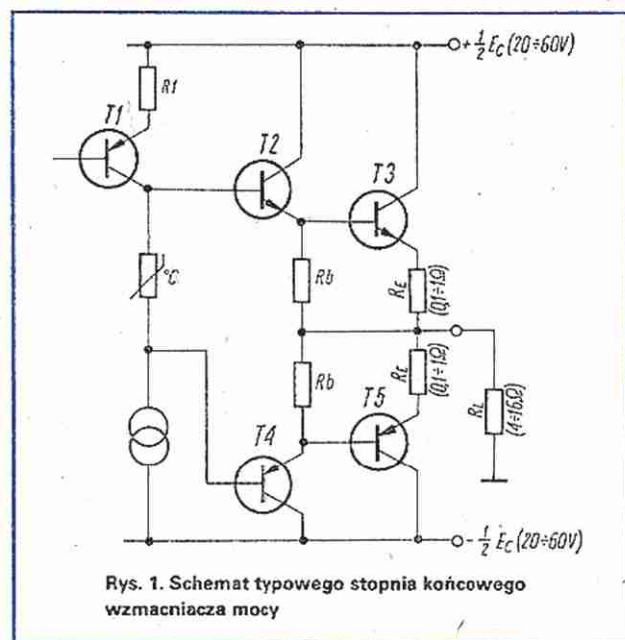 +½ E_C (20÷60V)
R1
T1
T2
T3
°C
Rb
R_E
(0,1÷1Ω)
Rb
R_E
(0,1÷1Ω)
R_L
(4÷16Ω)
T4
T5
-½ E_C (20÷60V)
Rys. 1. Schemat typowego stopnia końcowego
wzmacniacza mocy